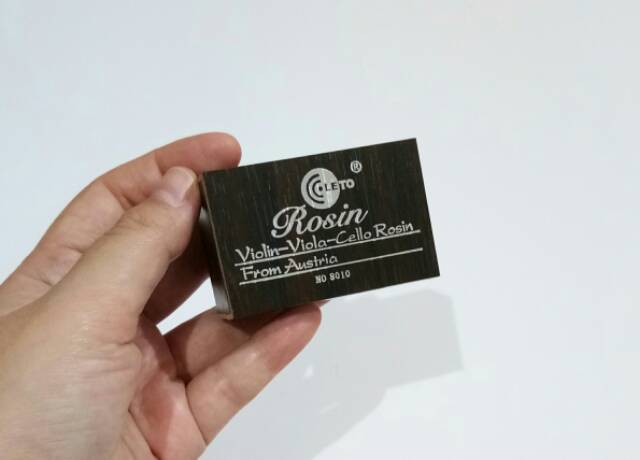 COLETO ®
Rosin
Violin-Viola-Cello Rosin
From Austria
NO 8010